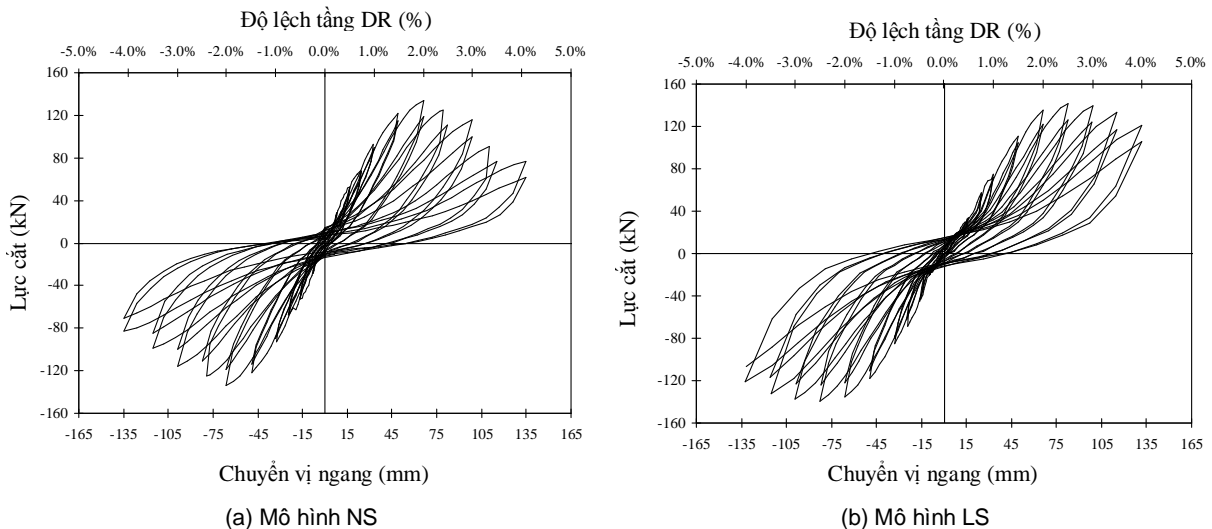 Độ lệch tầng DR (%)
-5.0% -4.0% -3.0% -2.0% -1.0% 0.0% 1.0% 2.0% 3.0% 4.0% 5.0%
160
120
80
40
0
-40
-80
-120
-160
Lực cắt (kN)
-165 -135 -105 -75 -45 -15 15 45 75 105 135 165
Chuyển vị ngang (mm)
(a) Mô hình NS
Độ lệch tầng DR (%)
-5.0% -4.0% -3.0% -2.0% -1.0% 0.0% 1.0% 2.0% 3.0% 4.0% 5.0%
160
120
80
40
0
-40
-80
-120
-160
Lực cắt (kN)
-165 -135 -105 -75 -45 -15 15 45 75 105 135 165
Chuyển vị ngang (mm)
(b) Mô hình LS